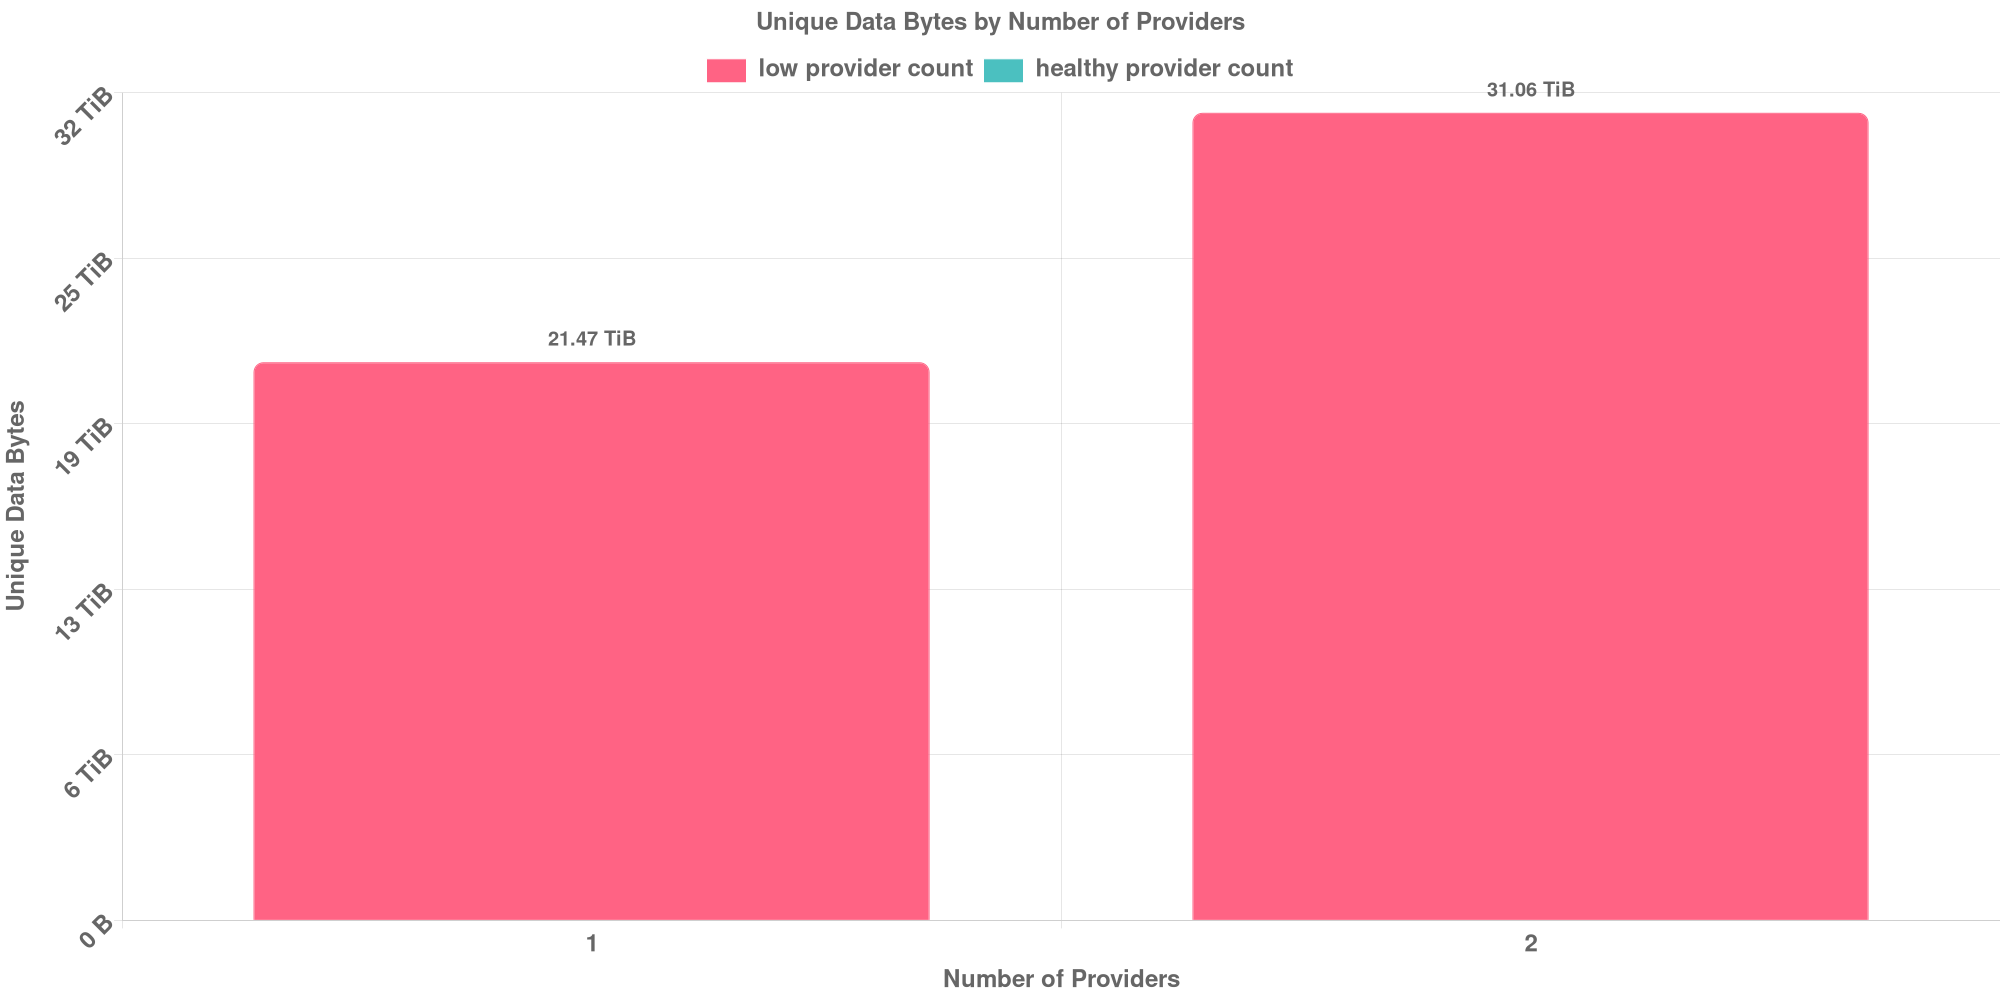 Unique Data Bytes by Number of Providers
low provider count healthy provider count
32 TiB
25 TiB
19 TiB
13 TiB
6 TiB
0 B
Unique Data Bytes
21.47 TiB
31.06 TiB
1 2
Number of Providers